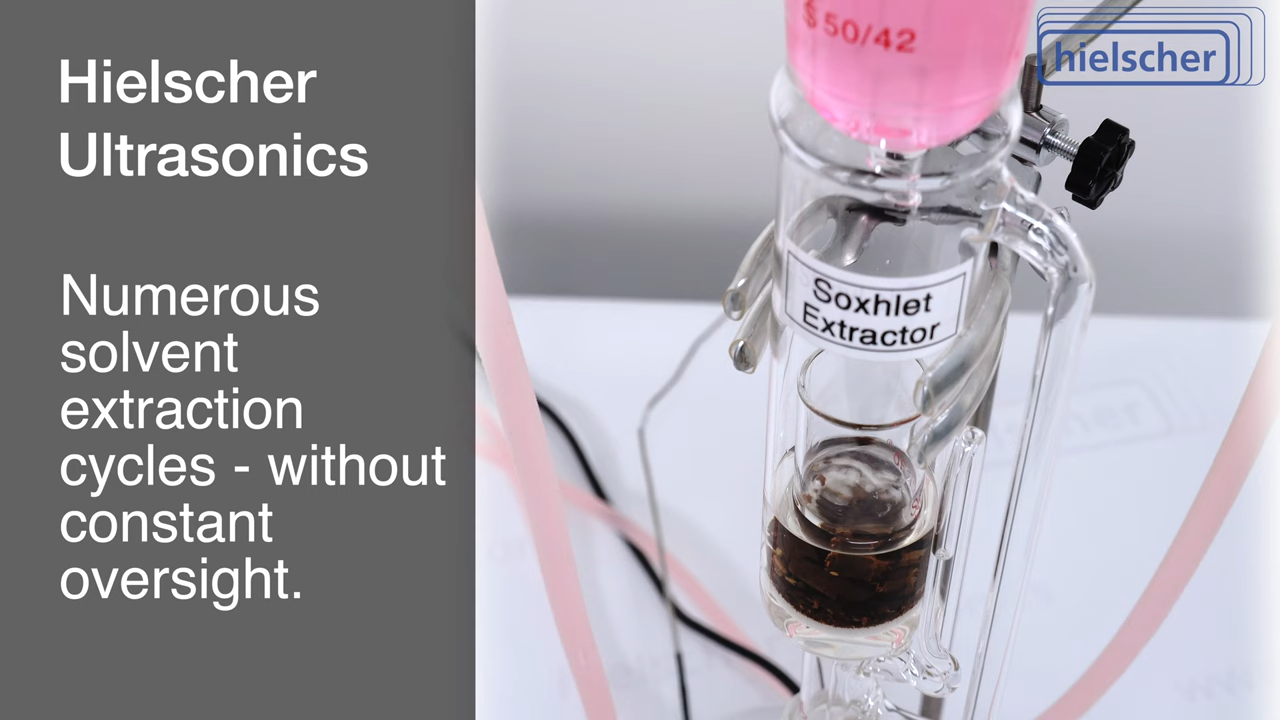 Hielscher
Ultrasonics
Numerous
solvent
extraction
cycles - without
constant
oversight.
$ 50/42
hielscher
Soxhlet
Extractor